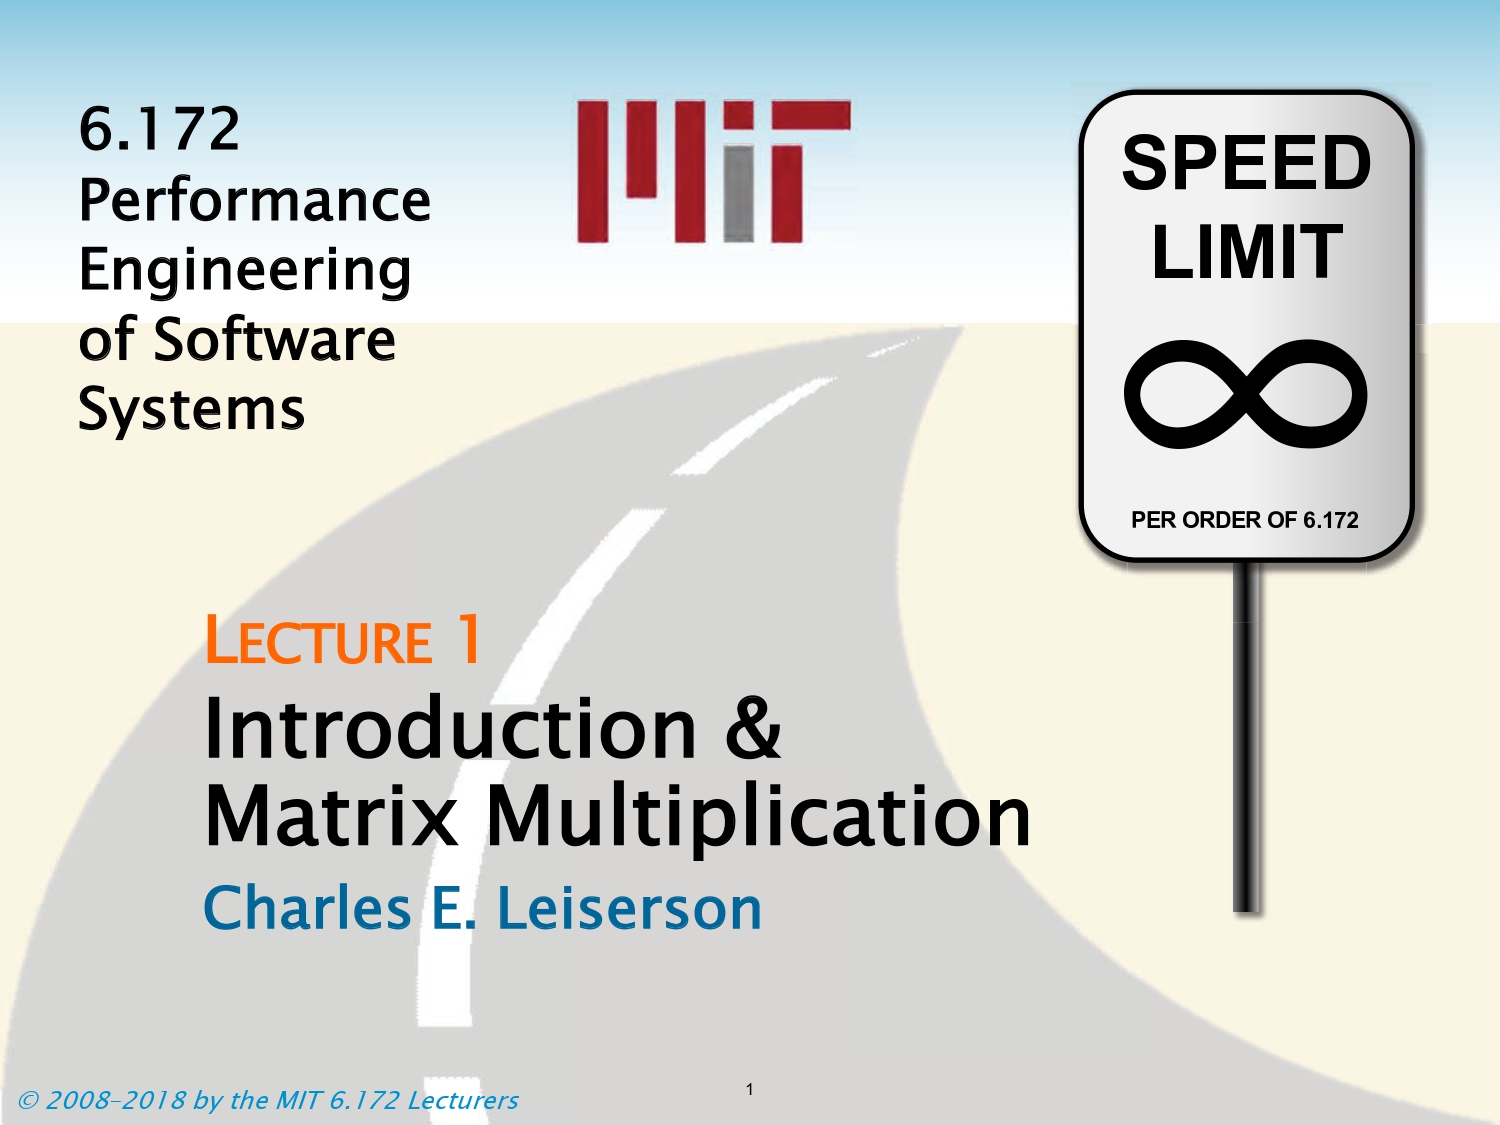 6.172
Performance
Engineering
of Software
Systems
MIT
SPEED
LIMIT
∞
PER ORDER OF 6.172
LECTURE 1
Introduction &
Matrix Multiplication
Charles E. Leiserson
© 2008–2018 by the MIT 6.172 Lecturers
1